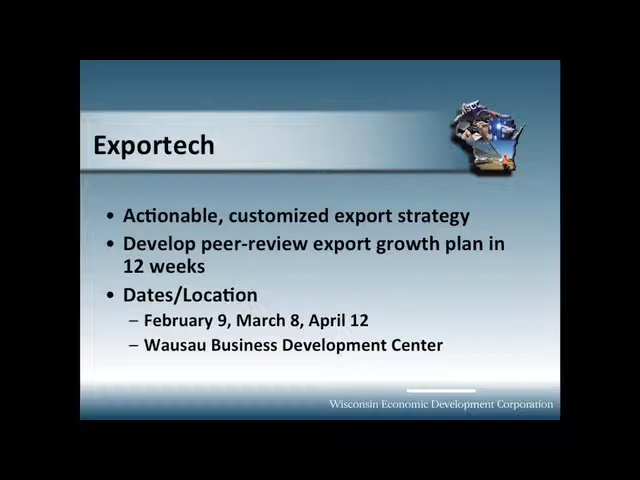 Exportech
• Actionable, customized export strategy
• Develop peer-review export growth plan in
12 weeks
• Dates/Location
– February 9, March 8, April 12
– Wausau Business Development Center
Wisconsin Economic Development Corporation